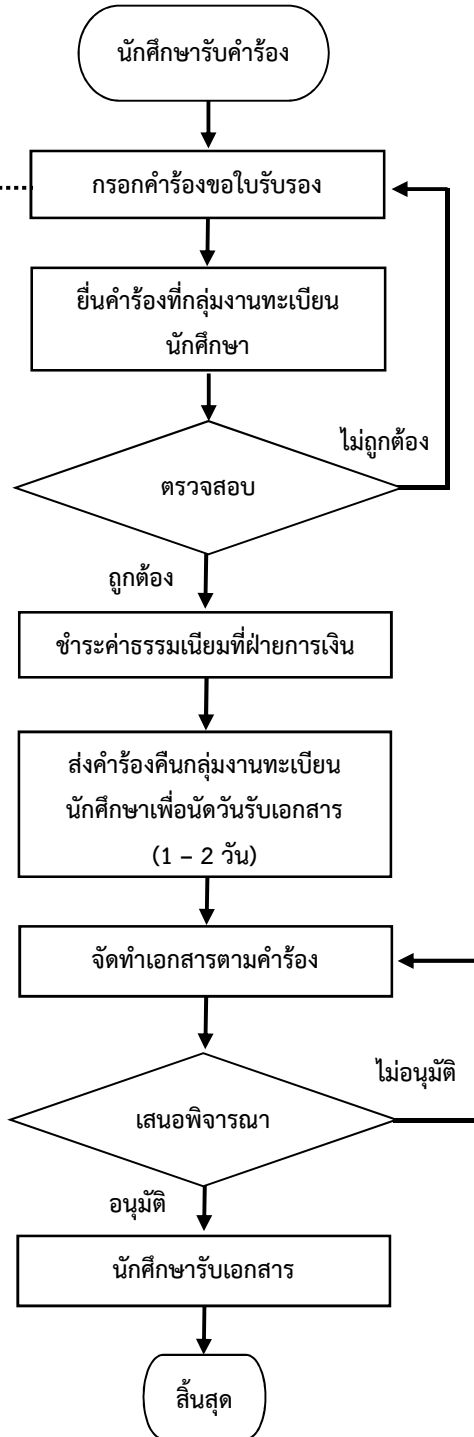 นักศึกษารับคำร้อง
กรอกคำร้องขอใบรับรอง
ยื่นคำร้องที่กลุ่มงานทะเบียน
นักศึกษา
ไม่ถูกต้อง
ตรวจสอบ
ถูกต้อง
ชำระค่าธรรมเนียมที่ฝ่ายการเงิน
ส่งคำร้องคืนกลุ่มงานทะเบียน
นักศึกษาเพื่อนัดวันรับเอกสาร
(1 – 2 วัน)
จัดทำเอกสารตามคำร้อง
ไม่อนุมัติ
เสนอพิจารณา
อนุมัติ
นักศึกษารับเอกสาร
สิ้นสุด